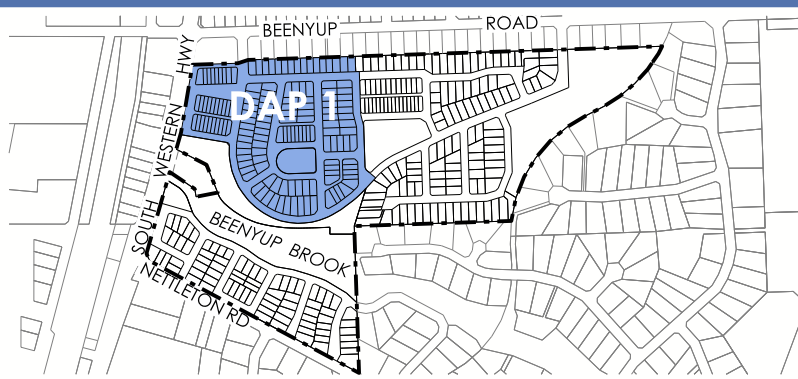 BEENYUP ROAD
SOUTH WESTERN HWY
DAP 1
BEENYUP BROOK
NETTLETON RD